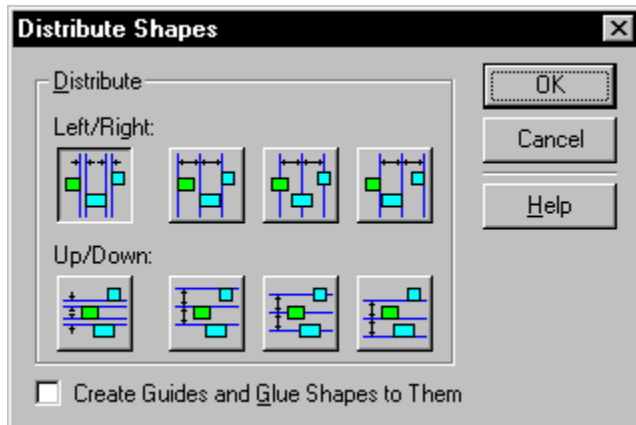 Distribute Shapes
Distribute
OK
Left/Right:
Cancel
Help
Up/Down:
Create Guides and Glue Shapes to Them